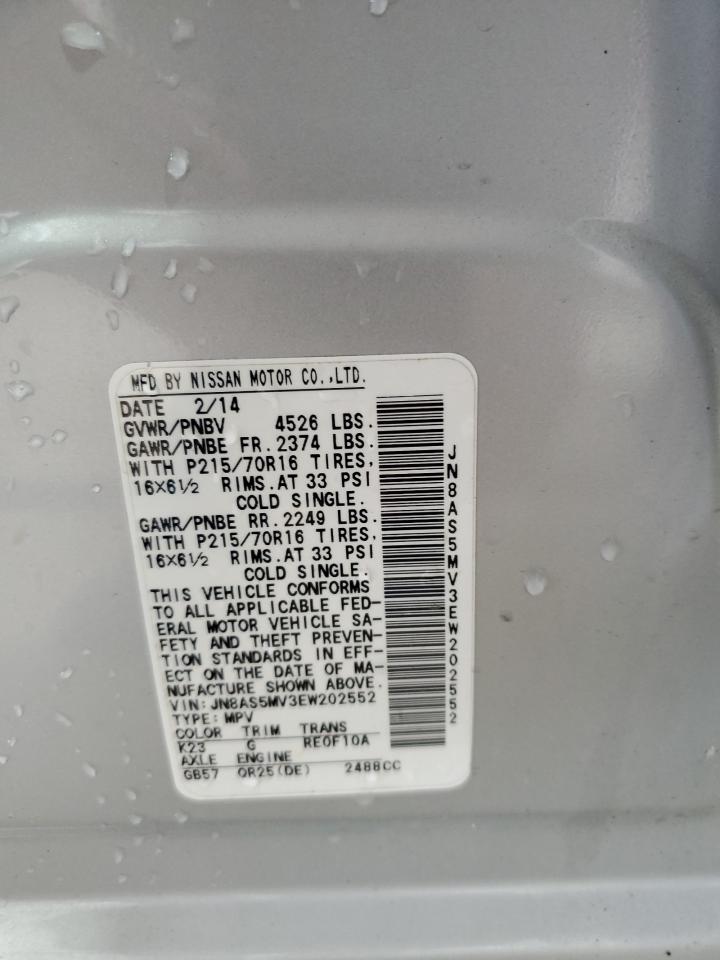 MFD BY NISSAN MOTOR CO.,LTD.
DATE 2/14
GVWR/PNBV 4526 LBS.
GAWR/PNBE FR. 2374 LBS.
WITH P215/70R16 TIRES,
16X6½ RIMS.AT 33 PSI
COLD SINGLE.
GAWR/PNBE RR. 2249 LBS.
WITH P215/70R16 TIRES,
16X6½ RIMS.AT 33 PSI
COLD SINGLE.
THIS VEHICLE CONFORMS
TO ALL APPLICABLE FED-
ERAL MOTOR VEHICLE SA-
FETY AND THEFT PREVEN-
TION STANDARDS IN EFF-
ECT ON THE DATE OF MA-
NUFACTURE SHOWN ABOVE.
VIN: JN8AS5MV3EW202552
TYPE: MPV
COLOR TRIM TRANS
K23 G RE0F10A
AXLE ENGINE
GB57 QR25(DE) 2488CC
JN8AS5MV3EW202552